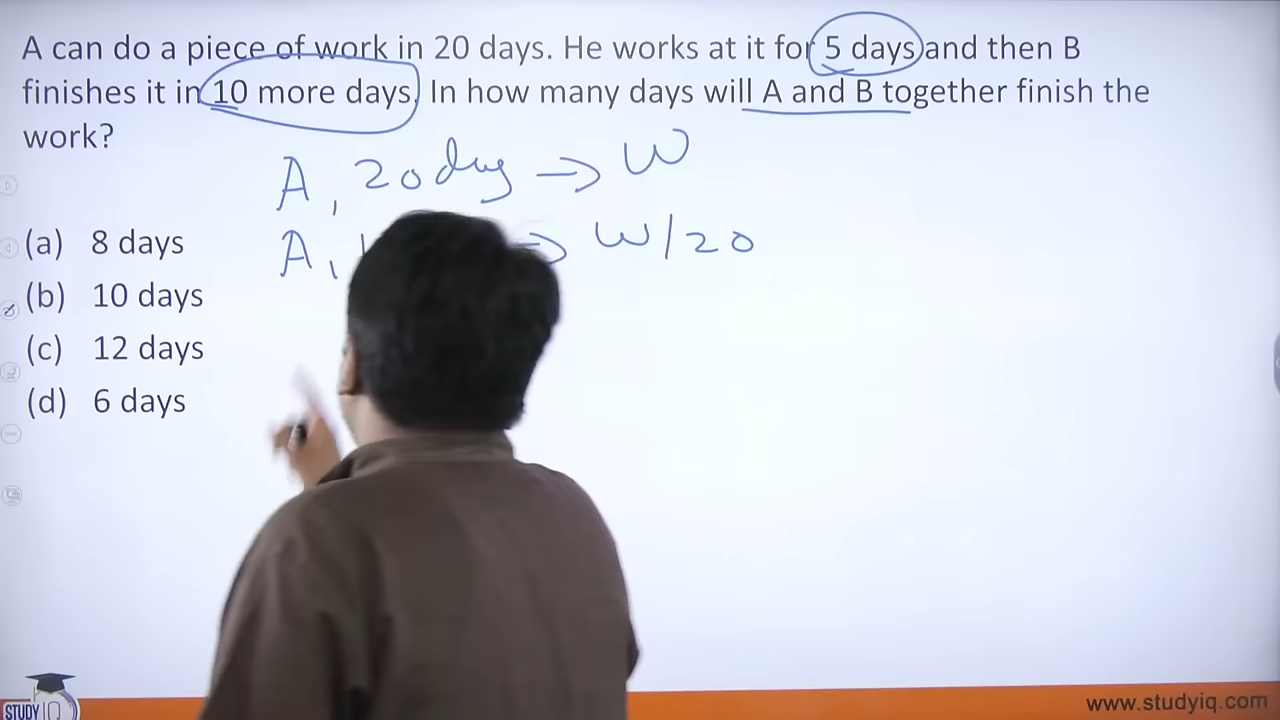 A can do a piece of work in 20 days. He works at it for 5 days and then B
finishes it in 10 more days. In how many days will A and B together finish the
work?
A, 20 days → W
A, 1 → W/20
(a) 8 days
(b) 10 days
(c) 12 days
(d) 6 days
STUDY IQ
www.studyiq.com